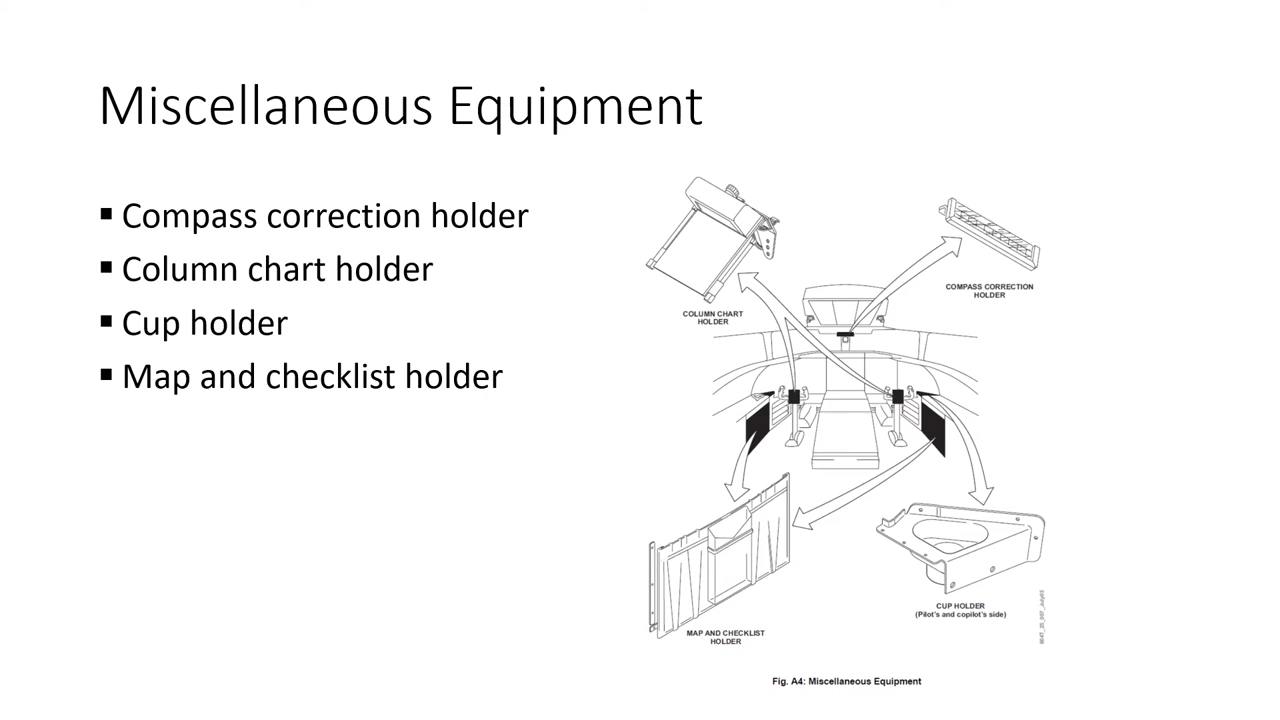 Miscellaneous Equipment
▪ Compass correction holder
▪ Column chart holder
▪ Cup holder
▪ Map and checklist holder
COLUMN CHART
HOLDER
COMPASS CORRECTION
HOLDER
MAP AND CHECKLIST
HOLDER
CUP HOLDER
(Pilot's and copilot's side)
Fig. A4: Miscellaneous Equipment